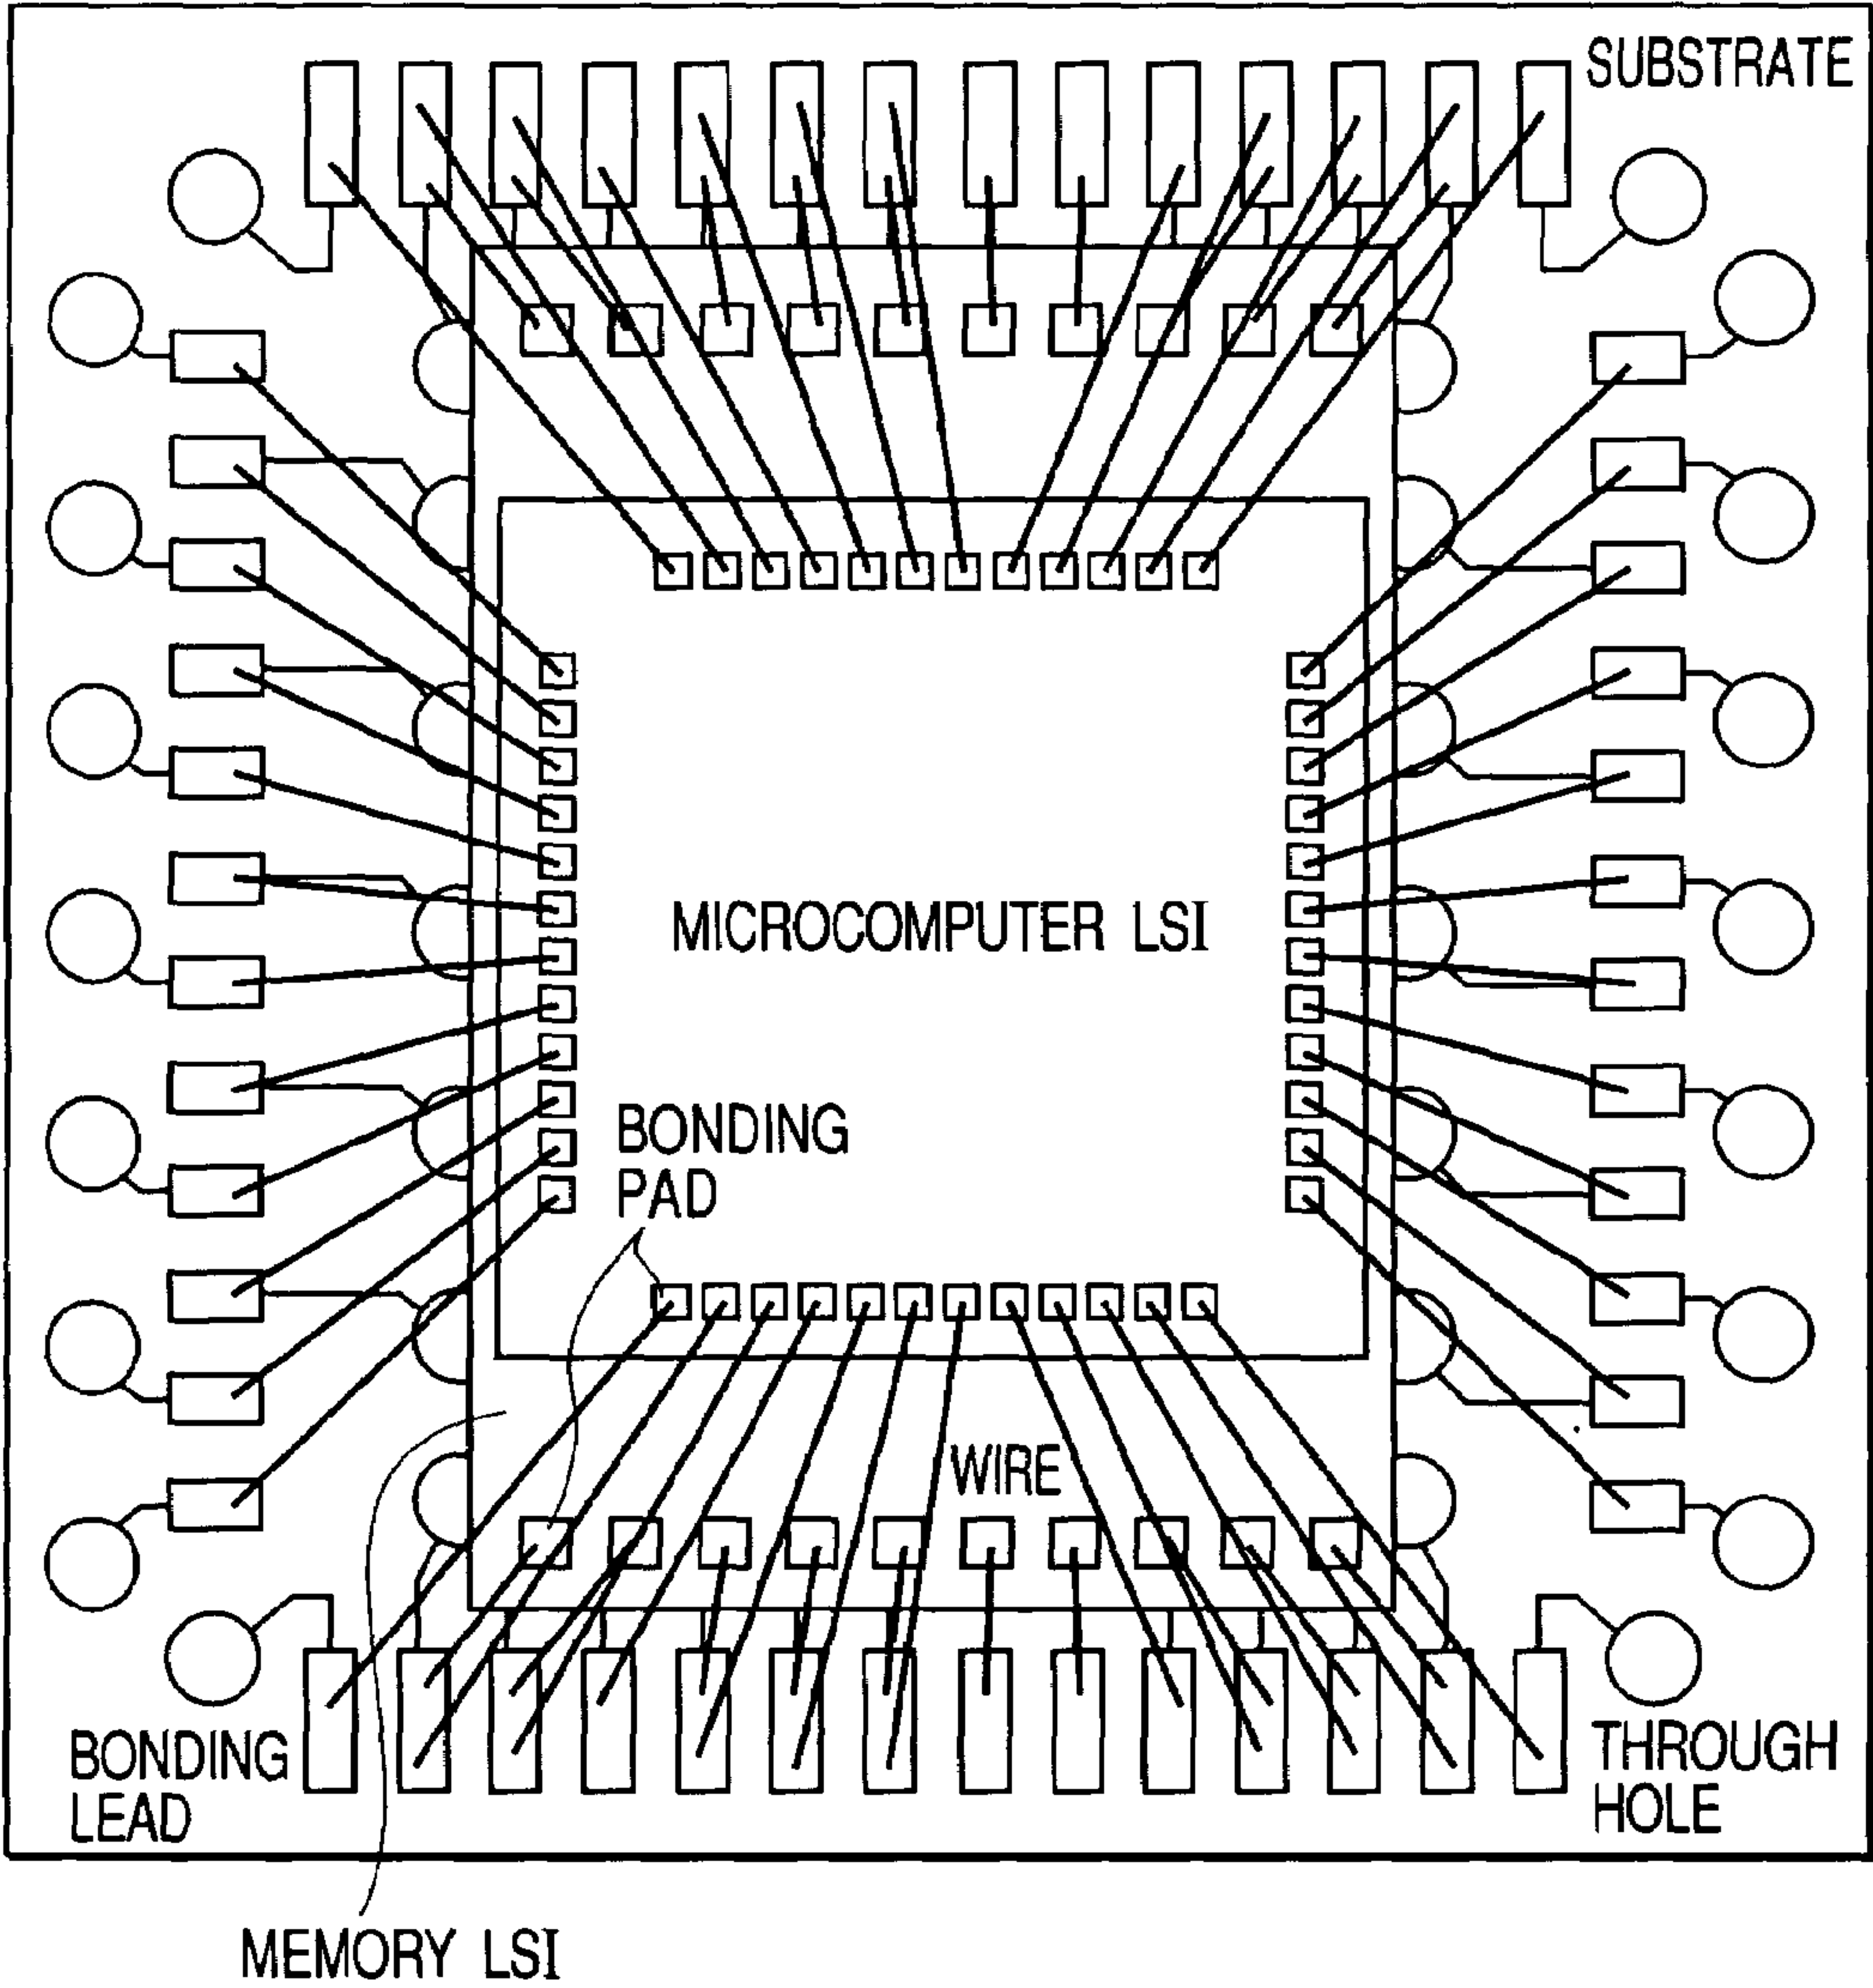 SUBSTRATE
MICROCOMPUTER LSI
BONDING
PAD
WIRE
BONDING
LEAD
THROUGH
HOLE
MEMORY LSI